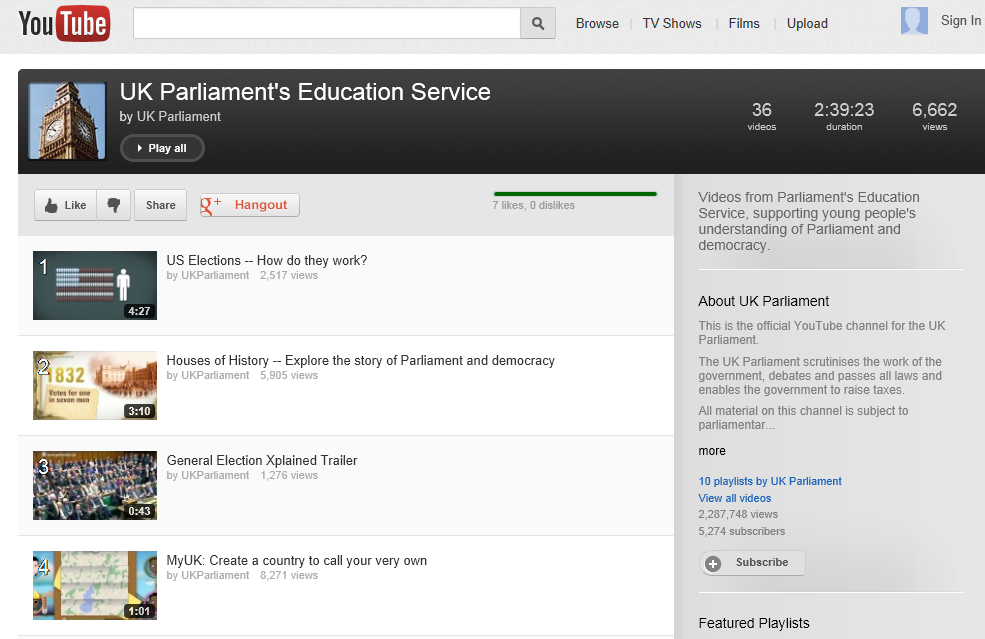 YouTube
Browse
TV Shows
Films
Upload
Sign In
UK Parliament's Education Service
by UK Parliament
Play all
36
videos
2:39:23
duration
6,662
views
Like
Share
g+ Hangout
7 likes, 0 dislikes
1
4:27
US Elections -- How do they work?
by UKParliament 2,517 views
2
1832
Votes for one
in seven men
3:10
Houses of History -- Explore the story of Parliament and democracy
by UKParliament 5,905 views
3
0:43
General Election Xplained Trailer
by UKParliament 1,276 views
4
1:01
MyUK: Create a country to call your very own
by UKParliament 8,271 views
Videos from Parliament's Education
Service, supporting young people's
understanding of Parliament and
democracy.
About UK Parliament
This is the official YouTube channel for the UK
Parliament.
The UK Parliament scrutinises the work of the
government, debates and passes all laws and
enables the government to raise taxes.
All material on this channel is subject to
parliamentar...
more
10 playlists by UK Parliament
View all videos
2,287,748 views
5,274 subscribers
Subscribe
Featured Playlists